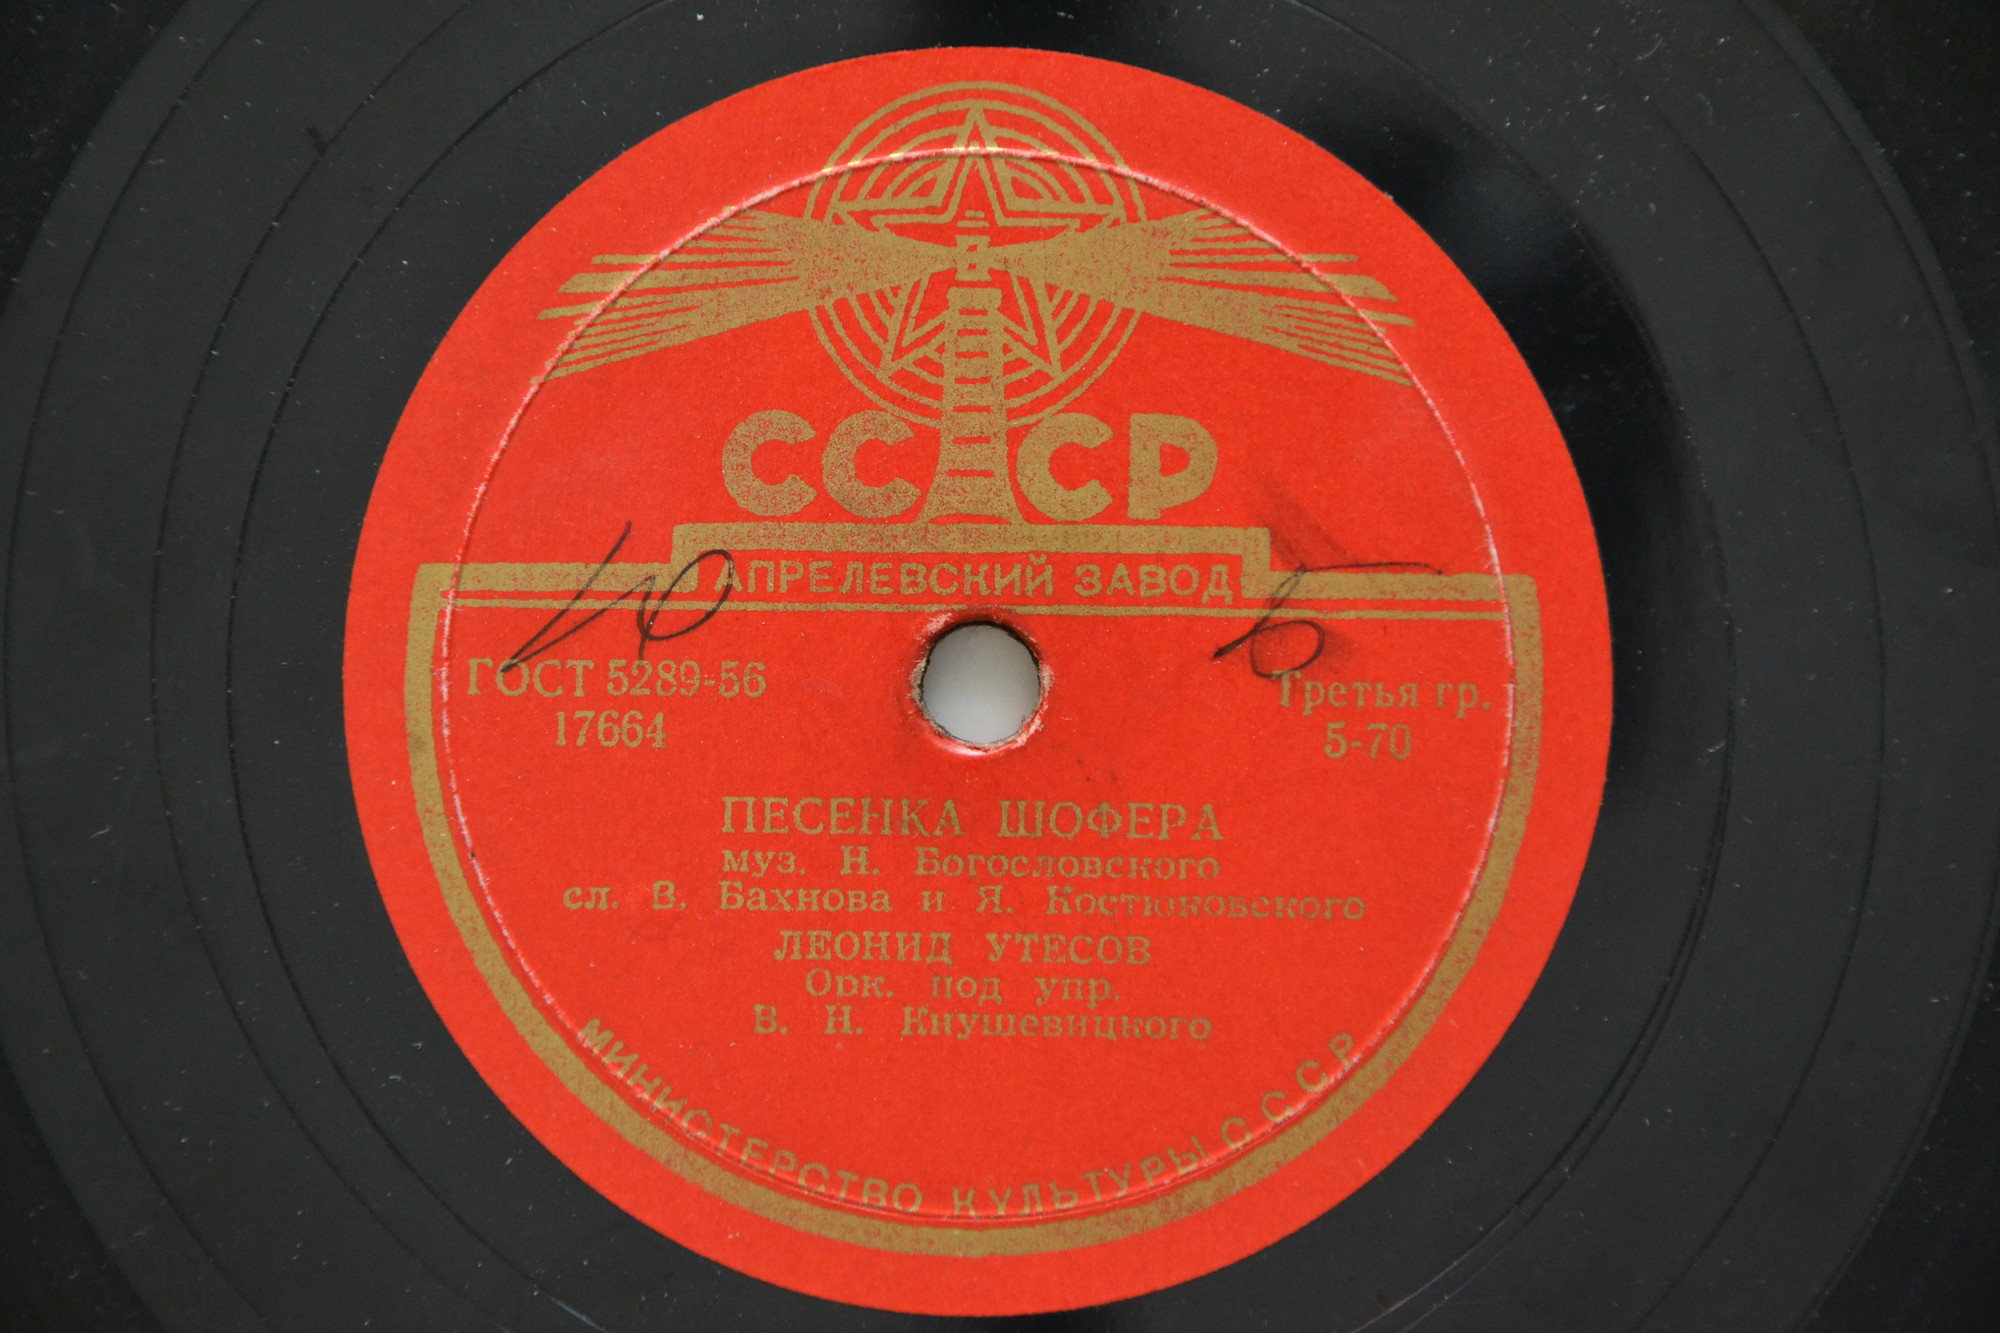 СССР
АПРЕЛЕВСКИЙ ЗАВОД
ГОСТ 5289-56
17664
Третья гр.
5-70
ПЕСЕНКА ШОФЕРА
муз. Н. Богословского
сл. В. Бахнова и Я. Костюковского
ЛЕОНИД УТЕСОВ
Орк. под упр.
В. Н. Кнушевицкого
МИНИСТЕРСТВО КУЛЬТУРЫ СССР